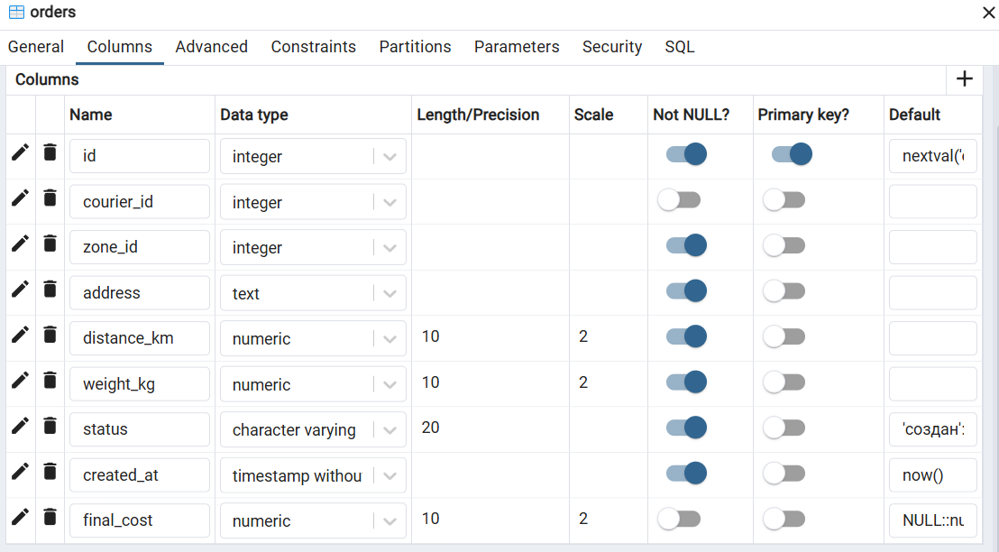 orders
General Columns Advanced Constraints Partitions Parameters Security SQL
Columns
Name Data type Length/Precision Scale Not NULL? Primary key? Default
id integer nextval('
courier_id integer
zone_id integer
address text
distance_km numeric 10 2
weight_kg numeric 10 2
status character varying 20 'создан':
created_at timestamp withou now()
final_cost numeric 10 2 NULL::nu